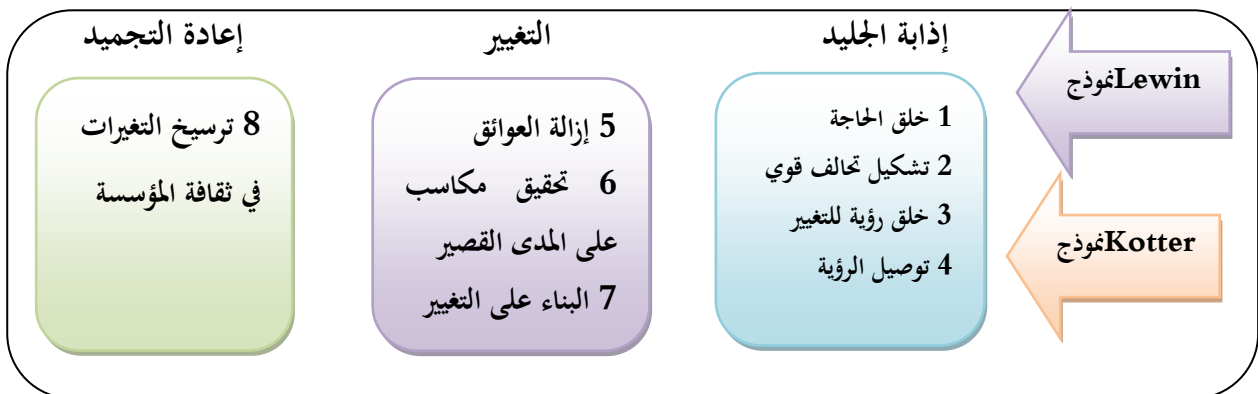 إذابة الجليد
التغيير
إعادة التجميد
نموذجLewin
1 خلق الحاجة
2 تشكيل تحالف قوي
3 خلق رؤية للتغيير
4 توصيل الرؤية
5 إزالة العوائق
6 تحقيق مكاسب
على المدى القصير
7 البناء على التغيير
8 ترسيخ التغيرات
في ثقافة المؤسسة
نموذجKotter